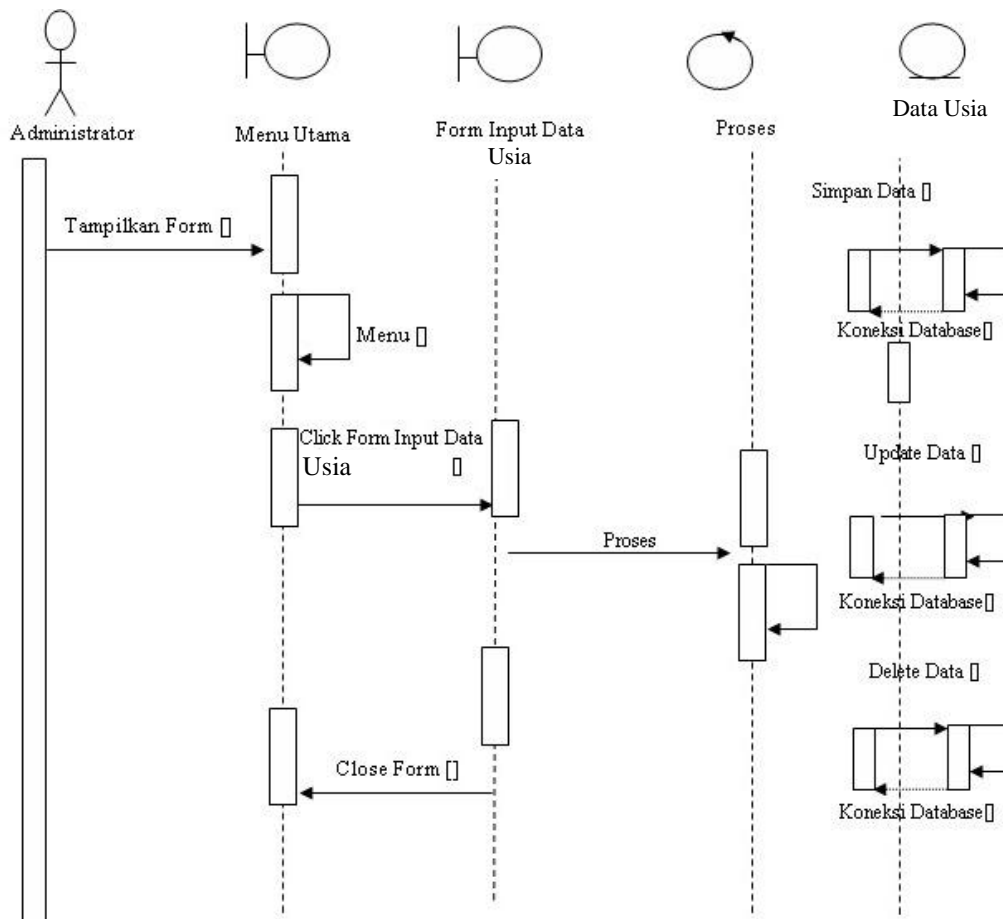 Administrator
Menu Utama
Form Input Data
Usia
Proses
Data Usia
Tampilkan Form []
Menu []
Click Form Input Data
Usia []
Proses
Close Form []
Simpan Data []
Koneksi Database[]
Update Data []
Koneksi Database[]
Delete Data []
Koneksi Database[]